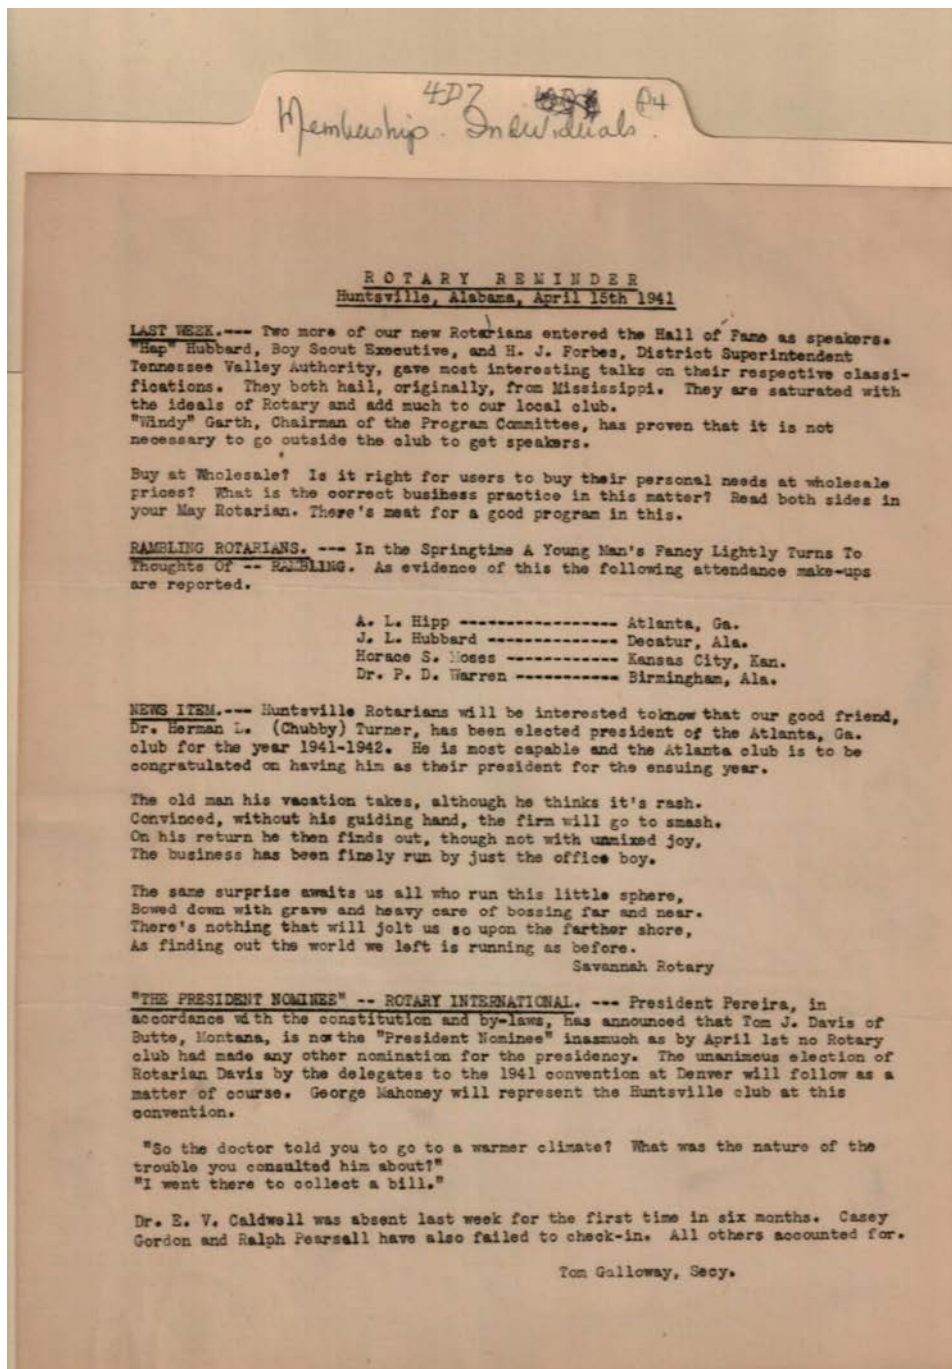 4D7 P4
Membership. Individuals.
ROTARY REMINDER
Huntsville, Alabama, April 15th 1941
LAST WEEK.--- Two more of our new Rotarians entered the Hall of Fame as speakers.
"Hap" Hubbard, Boy Scout Executive, and H. J. Forbes, District Superintendent
Tennessee Valley Authority, gave most interesting talks on their respective classi-
fications. They both hail, originally, from Mississippi. They are saturated with
the ideals of Rotary and add much to our local club.
"Windy" Garth, Chairman of the Program Committee, has proven that it is not
necessary to go outside the club to get speakers.
Buy at Wholesale? Is it right for users to buy their personal needs at wholesale
prices? What is the correct business practice in this matter? Read both sides in
your May Rotarian. There's meat for a good program in this.
RAMBLING ROTARIANS. --- In the Springtime A Young Man's Fancy Lightly Turns To
Thoughts Of -- RAMBLING. As evidence of this the following attendance make-ups
are reported.
A. L. Hipp ----------------- Atlanta, Ga.
J. L. Hubbard -------------- Decatur, Ala.
Horace S. Moses ------------ Kansas City, Kan.
Dr. P. D. Warren ----------- Birmingham, Ala.
NEWS ITEM.--- Huntsville Rotarians will be interested toknow that our good friend,
Dr. Herman L. (Chubby) Turner, has been elected president of the Atlanta, Ga.
club for the year 1941-1942. He is most capable and the Atlanta club is to be
congratulated on having him as their president for the ensuing year.
The old man his vacation takes, although he thinks it's rash.
Convinced, without his guiding hand, the firm will go to smash.
On his return he then finds out, though not with unmixed joy,
The business has been finely run by just the office boy.
The same surprise awaits us all who run this little sphere,
Bowed down with grave and heavy care of bossing far and near.
There's nothing that will jolt us so upon the farther shore,
As finding out the world we left is running as before.
Savannah Rotary
"THE PRESIDENT NOMINEE" -- ROTARY INTERNATIONAL. --- President Pereira, in
accordance with the constitution and by-laws, has announced that Tom J. Davis of
Butte, Montana, is now the "President Nominee" inasmuch as by April 1st no Rotary
club had made any other nomination for the presidency. The unanimous election of
Rotarian Davis by the delegates to the 1941 convention at Denver will follow as a
matter of course. George Mahoney will represent the Huntsville club at this
convention.
"So the doctor told you to go to a warmer climate? What was the nature of the
trouble you consulted him about?"
"I went there to collect a bill."
Dr. E. V. Caldwell was absent last week for the first time in six months. Casey
Gordon and Ralph Pearsall have also failed to check-in. All others accounted for.
Tom Galloway, Secy.